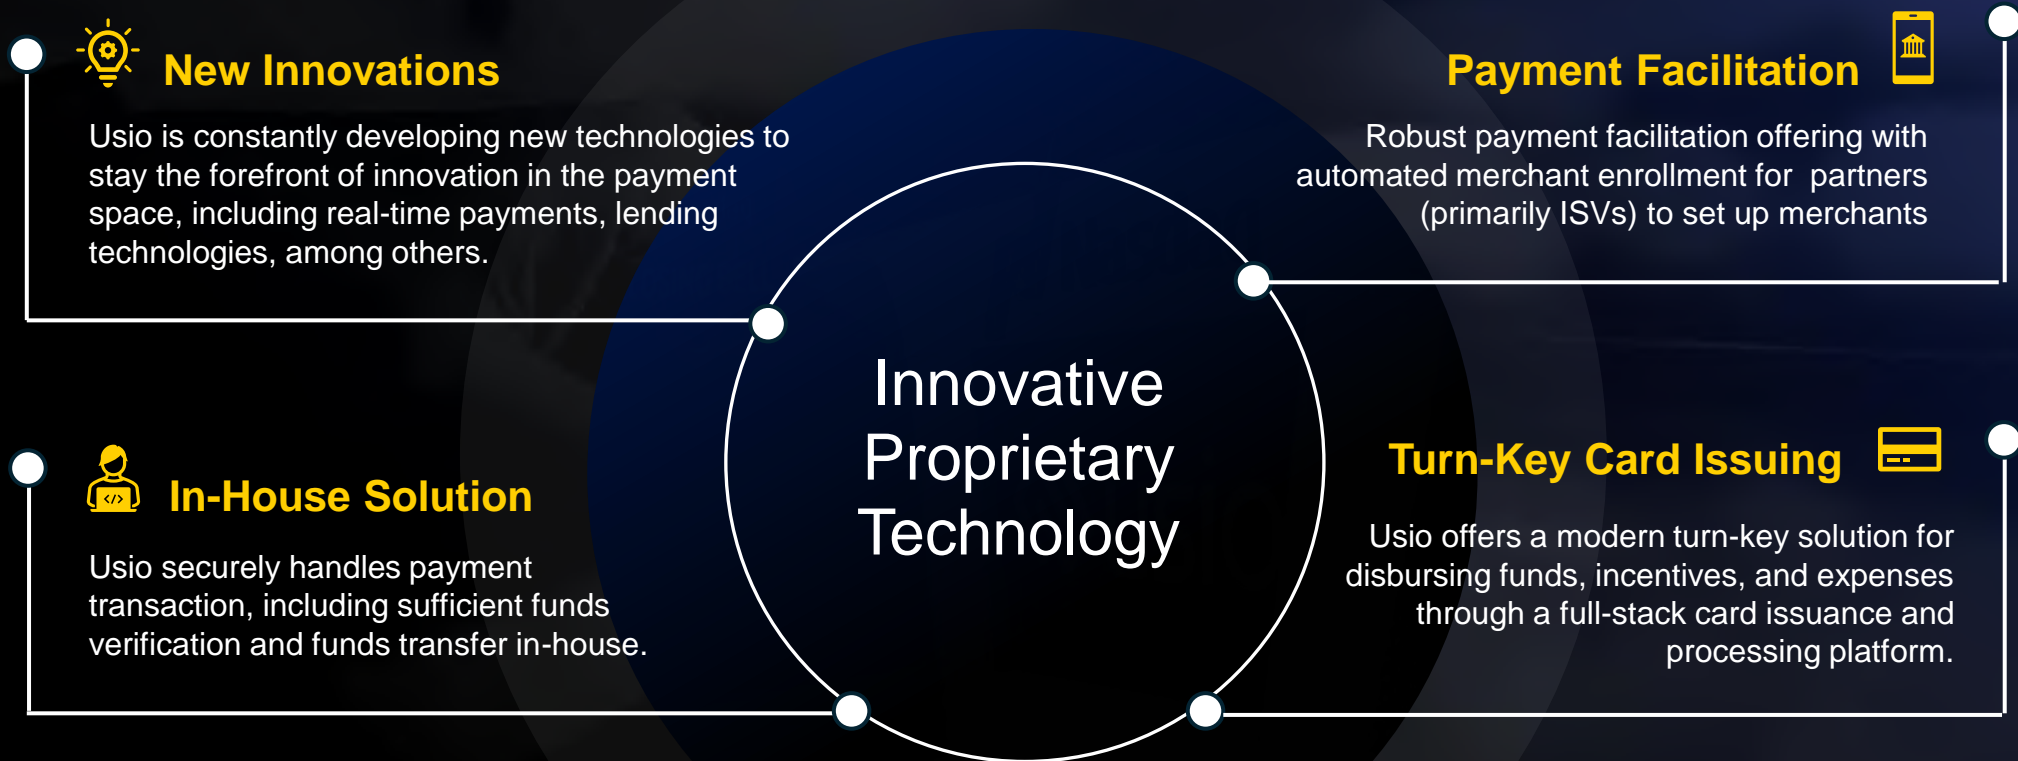 New Innovations
Usio is constantly developing new technologies to
stay the forefront of innovation in the payment
space, including real-time payments, lending
technologies, among others.
Payment Facilitation
Robust payment facilitation offering with
automated merchant enrollment for  partners
(primarily ISVs) to set up merchants
Innovative
Proprietary
Technology
In-House Solution
Usio securely handles payment
transaction, including sufficient funds
verification and funds transfer in-house.
Turn-Key Card Issuing
Usio offers a modern turn-key solution for
disbursing funds, incentives, and expenses
through a full-stack card issuance and
processing platform.